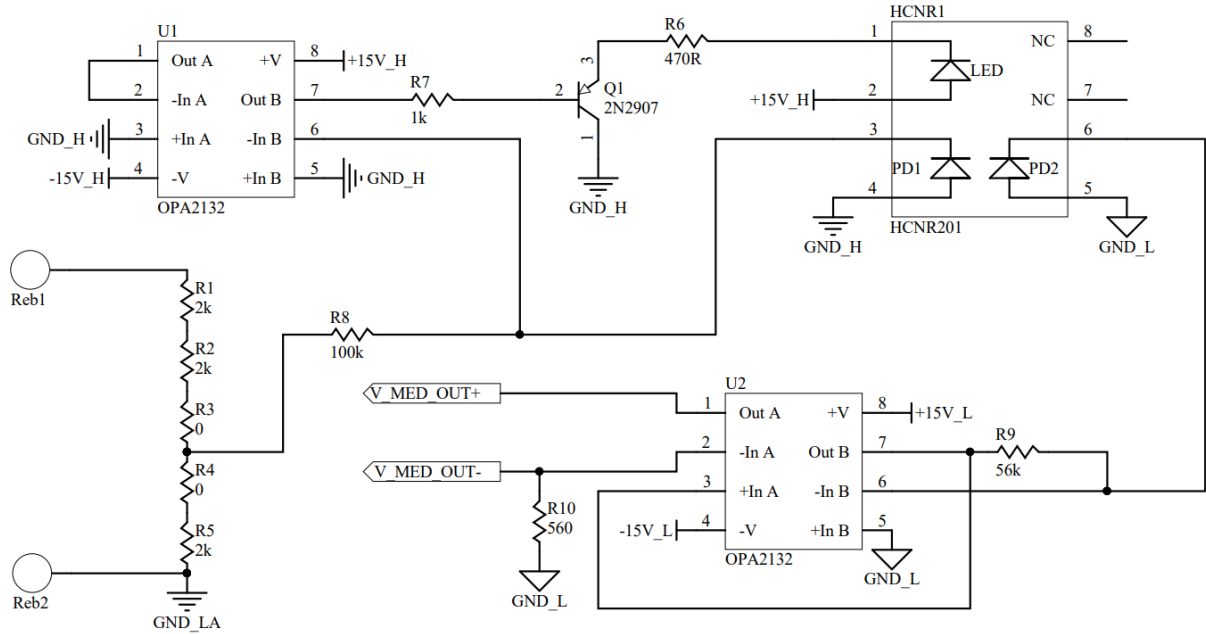 U1
1 Out A +V 8 +15V_H
2 -In A Out B 7
GND_H 3 +In A -In B 6
-15V_H 4 -V +In B 5 GND_H
OPA2132
R7
1k
R6
470R
3
2 Q1
2N2907
1
GND_H
HCNR1
1 NC 8
LED
+15V_H 2 NC 7
3 6
PD1 PD2
4 5
GND_H HCNR201 GND_L
Reb1
R1
2k
R2
2k
R3
0
R4
0
R5
2k
Reb2
GND_LA
R8
100k
V_MED_OUT+
V_MED_OUT-
R10
560
GND_L
U2
1 Out A +V 8 +15V_L
2 -In A Out B 7
3 +In A -In B 6
-15V_L 4 -V +In B 5
OPA2132 GND_L
R9
56k